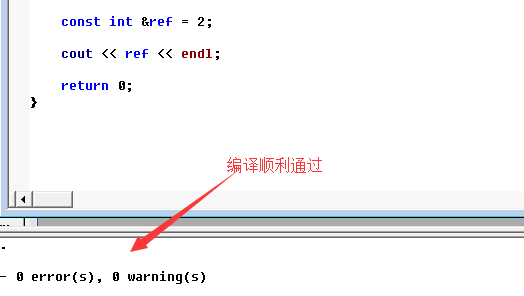 const int &ref = 2;
cout << ref << endl;
return 0;
}
编译顺利通过
...
- 0 error(s), 0 warning(s)